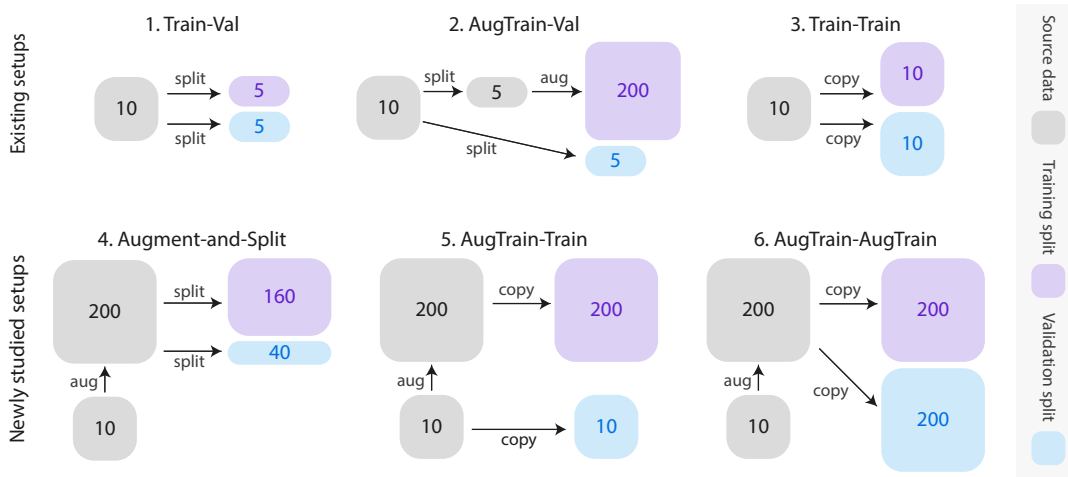 Existing setups
1. Train-Val
10
split
5
split
5
2. AugTrain-Val
10
split
5
aug
200
split
5
3. Train-Train
10
copy
10
copy
10
Newly studied setups
4. Augment-and-Split
200
split
160
split
40
aug
10
5. AugTrain-Train
200
copy
200
aug
10
copy
10
6. AugTrain-AugTrain
200
copy
200
aug
copy
10
200
Source data
Training split
Validation split